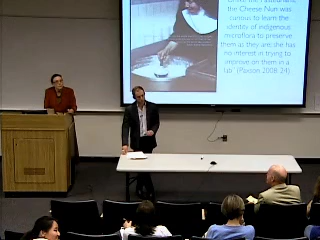 the Cheese Nun was
curious to learn the
identity of indigenous
microflora to preserve
them as they are; she has
no interest in trying to
improve on them in a
lab" (Paxson 2008: 24)